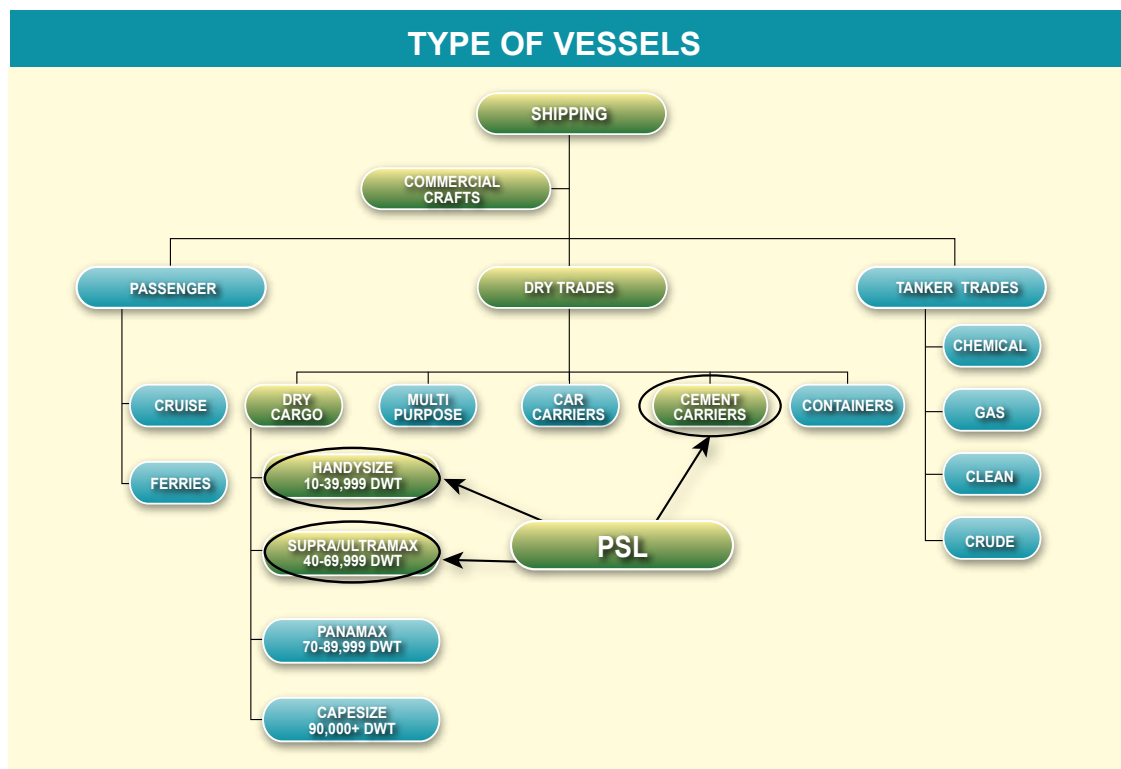 TYPE OF VESSELS
SHIPPING
COMMERCIAL
CRAFTS
PASSENGER
DRY TRADES
TANKER TRADES
CHEMICAL
GAS
CLEAN
CRUDE
CRUISE
FERRIES
DRY
CARGO
MULTI
PURPOSE
CAR
CARRIERS
CEMENT
CARRIERS
CONTAINERS
HANDYSIZE
10-39,999 DWT
SUPRA/ULTRAMAX
40-69,999 DWT
PANAMAX
70-89,999 DWT
CAPESIZE
90,000+ DWT
PSL